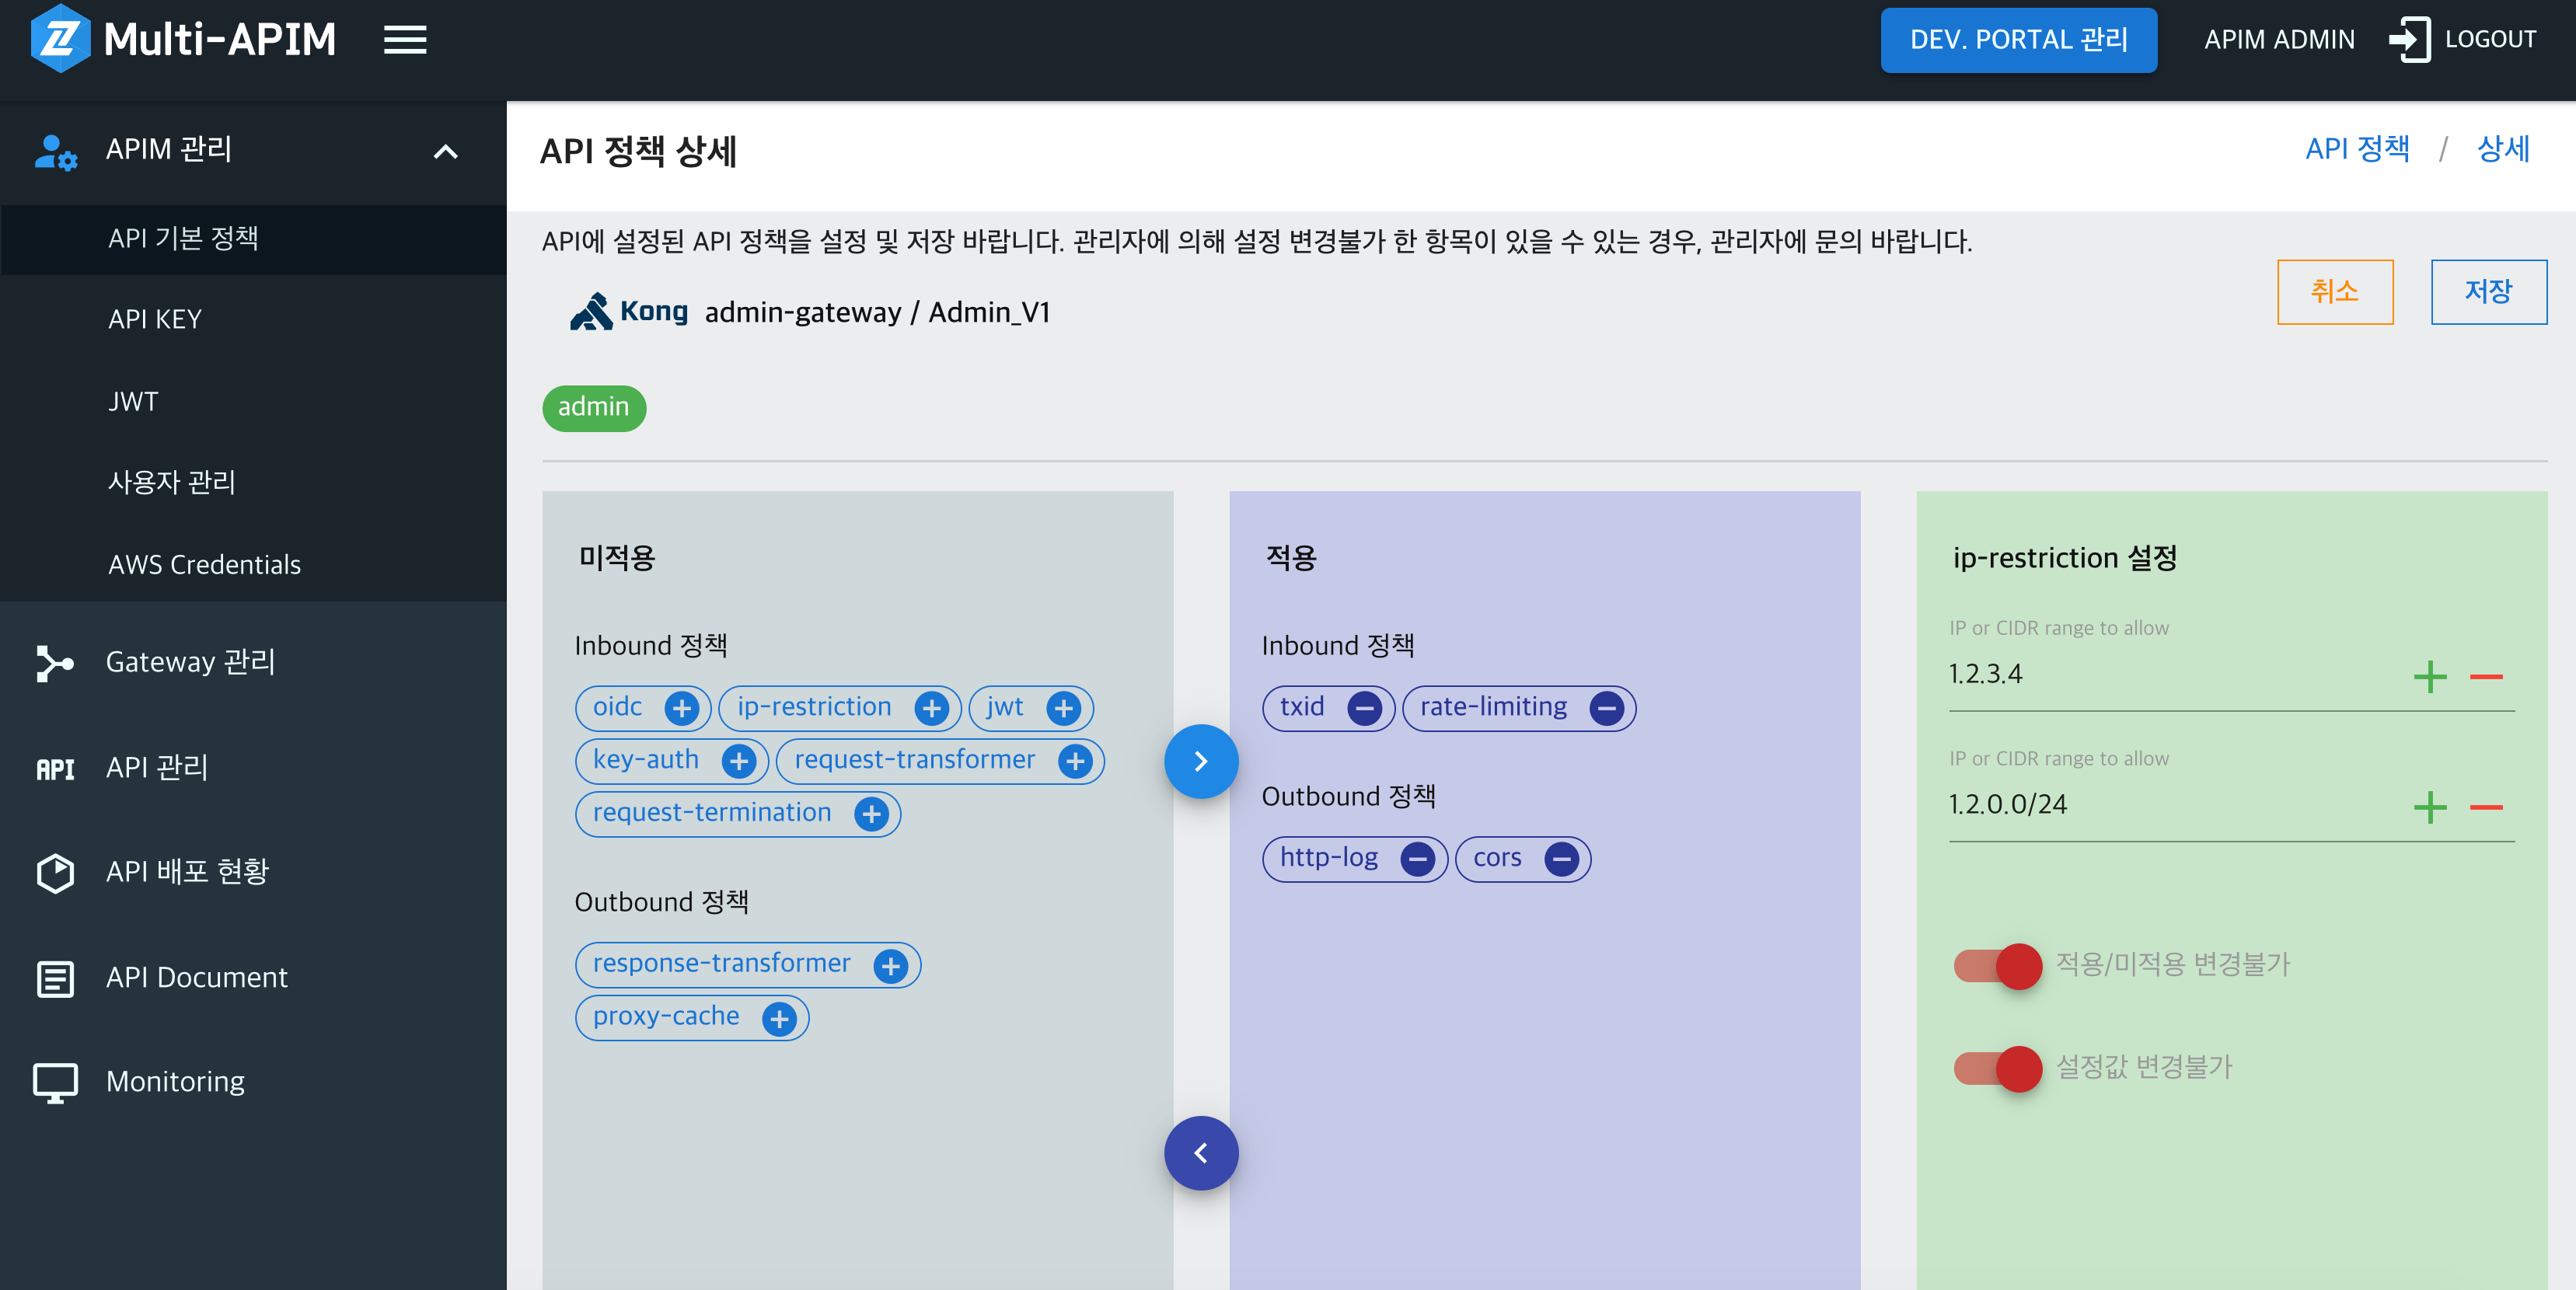 Multi-APIM
DEV. PORTAL 관리
APIM ADMIN
LOGOUT
APIM 관리
API 기본 정책
API KEY
JWT
사용자 관리
AWS Credentials
Gateway 관리
API API 관리
API 배포 현황
API Document
Monitoring
API 정책 상세
API 정책 / 상세
API에 설정된 API 정책을 설정 및 저장 바랍니다. 관리자에 의해 설정 변경불가 한 항목이 있을 수 있는 경우, 관리자에 문의 바랍니다.
Kong admin-gateway / Admin_V1
취소
저장
admin
미적용
Inbound 정책
oidc ip-restriction jwt
key-auth request-transformer
request-termination
Outbound 정책
response-transformer
proxy-cache
적용
Inbound 정책
txid rate-limiting
Outbound 정책
http-log cors
ip-restriction 설정
IP or CIDR range to allow
1.2.3.4
IP or CIDR range to allow
1.2.0.0/24
적용/미적용 변경불가
설정값 변경불가